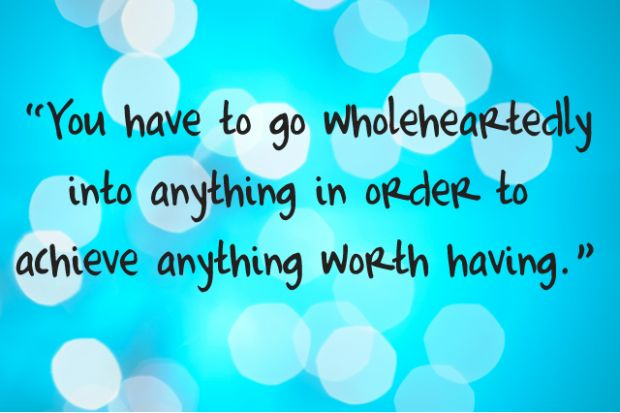 “You have to go wholeheartedly
into anything in order to
achieve anything worth having.”